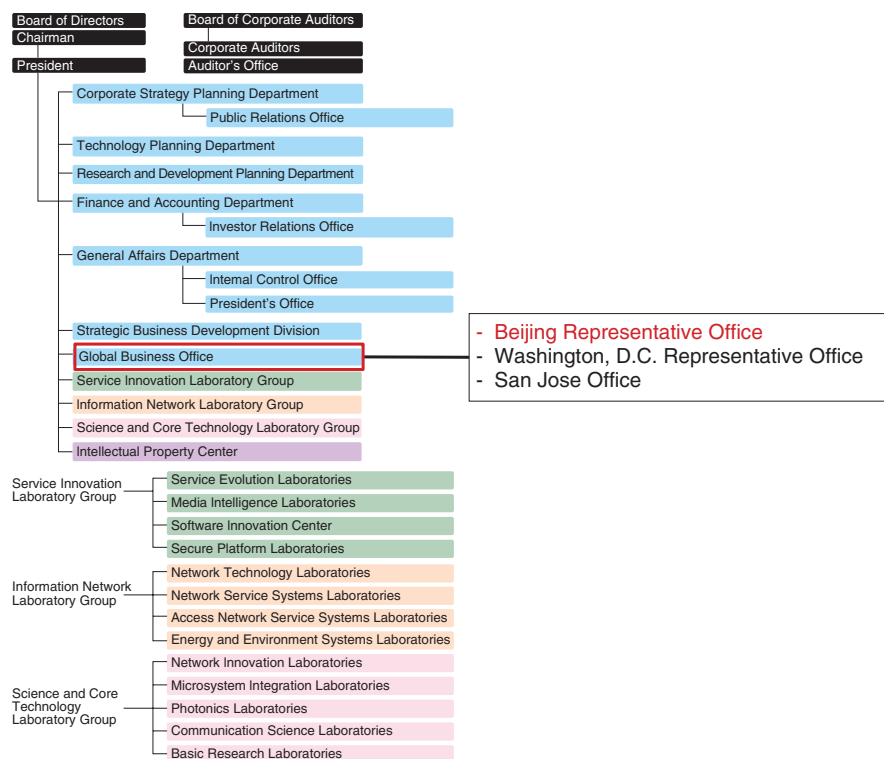 Board of Directors
Chairman
President
Board of Corporate Auditors
Corporate Auditors
Auditor's Office
Corporate Strategy Planning Department
Public Relations Office
Technology Planning Department
Research and Development Planning Department
Finance and Accounting Department
Investor Relations Office
General Affairs Department
Internal Control Office
President's Office
Strategic Business Development Division
Global Business Office
- Beijing Representative Office
- Washington, D.C. Representative Office
- San Jose Office
Service Innovation Laboratory Group
Information Network Laboratory Group
Science and Core Technology Laboratory Group
Intellectual Property Center
Service Innovation
Laboratory Group
Service Evolution Laboratories
Media Intelligence Laboratories
Software Innovation Center
Secure Platform Laboratories
Information Network
Laboratory Group
Network Technology Laboratories
Network Service Systems Laboratories
Access Network Service Systems Laboratories
Energy and Environment Systems Laboratories
Science and Core
Technology
Laboratory Group
Network Innovation Laboratories
Microsystem Integration Laboratories
Photonics Laboratories
Communication Science Laboratories
Basic Research Laboratories